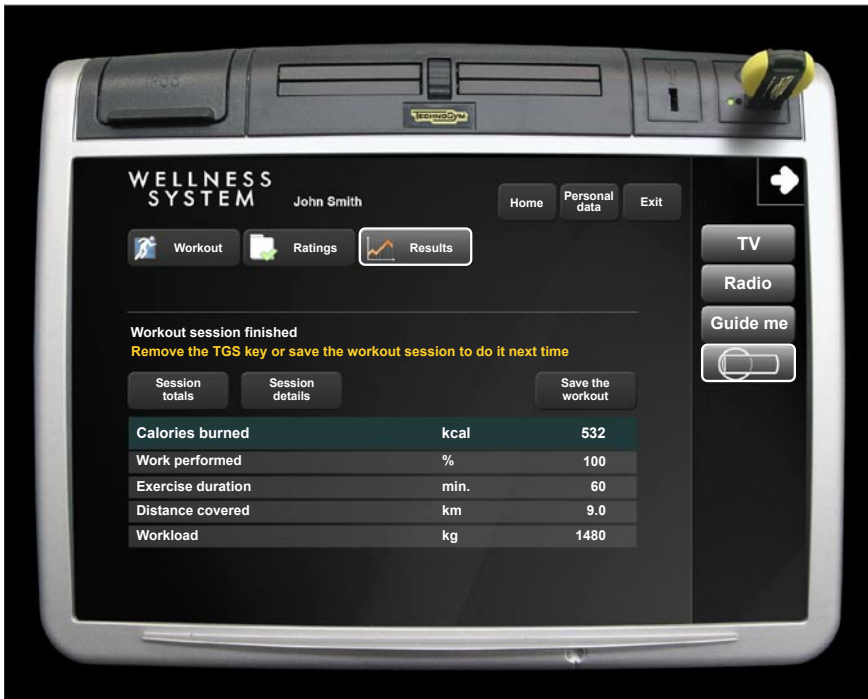 iPod
TECHNOGYM
WELLNESS
SYSTEM
John Smith
Home
Personal
data
Exit
Workout
Ratings
Results
TV
Radio
Guide me
Workout session finished
Remove the TGS key or save the workout session to do it next time
Session
totals
Session
details
Save the
workout
Calories burned kcal 532
Work performed % 100
Exercise duration min. 60
Distance covered km 9.0
Workload kg 1480